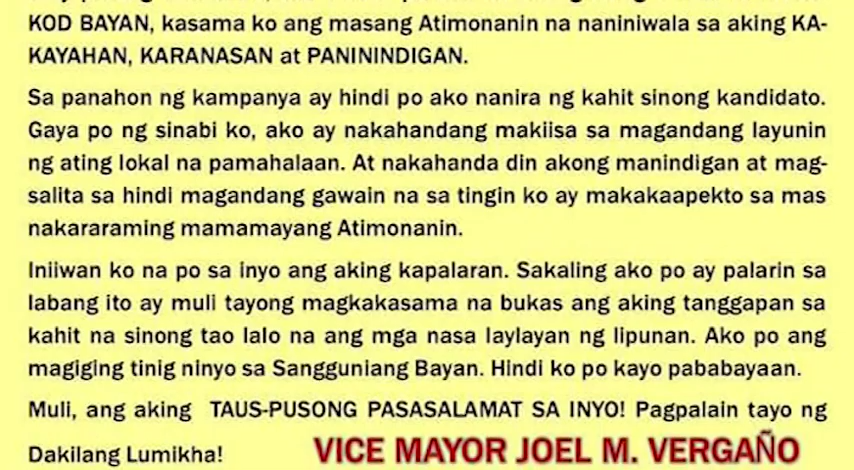 KOD BAYAN, kasama ko ang masang Atimonanin na naniniwala sa aking KA-
KAYAHAN, KARANASAN at PANININDIGAN.
Sa panahon ng kampanya ay hindi po ako nanira ng kahit sinong kandidato.
Gaya po ng sinabi ko, ako ay nakahandang makiisa sa magandang layunin
ng ating lokal na pamahalaan. At nakahanda din akong manindigan at mag-
salita sa hindi magandang gawain na sa tingin ko ay makakaapekto sa mas
nakararaming mamamayang Atimonanin.
Iniiwan ko na po sa inyo ang aking kapalaran. Sakaling ako po ay palarin sa
labang ito ay muli tayong magkakasama na bukas ang aking tanggapan sa
kahit na sinong tao lalo na ang mga nasa laylayan ng lipunan. Ako po ang
magiging tinig ninyo sa Sangguniang Bayan. Hindi ko po kayo pababayaan.
Muli, ang aking TAUS-PUSONG PASASALAMAT SA INYO! Pagpalain tayo ng
Dakilang Lumikha! VICE MAYOR JOEL M. VERGAÑO